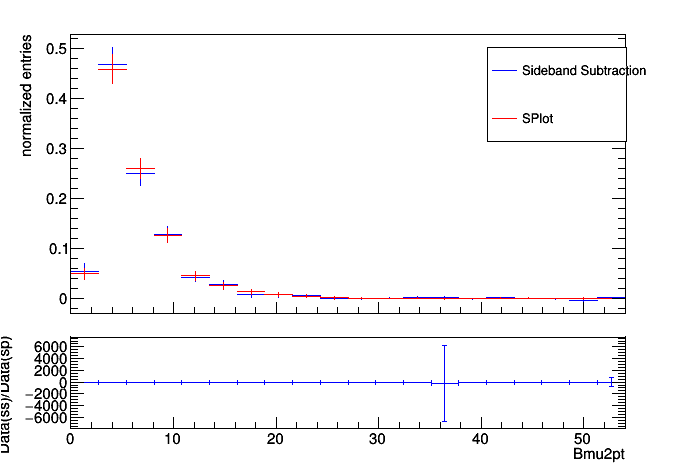 normalized entries
0.5
0.4
0.3
0.2
0.1
0
Sideband Subtraction
SPlot
Data(ss)/Data(sp)
6000
4000
2000
0
−2000
−4000
−6000
0 10 20 30 40 50
Bmu2pt